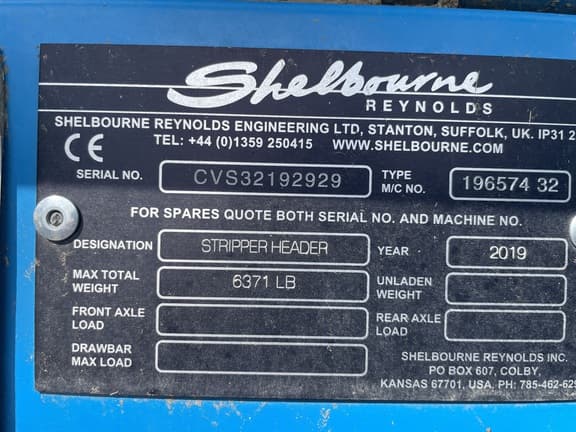 Shelbourne
REYNOLDS
SHELBOURNE REYNOLDS ENGINEERING LTD, STANTON, SUFFOLK, UK. IP31 2
TEL: +44 (0)1359 250415 WWW.SHELBOURNE.COM
CE
SERIAL NO. CVS32192929 TYPE M/C NO. 196574 32
FOR SPARES QUOTE BOTH SERIAL NO. AND MACHINE NO.
DESIGNATION STRIPPER HEADER YEAR 2019
MAX TOTAL WEIGHT 6371 LB UNLADEN WEIGHT
FRONT AXLE LOAD REAR AXLE LOAD
DRAWBAR MAX LOAD
SHELBOURNE REYNOLDS INC.
PO BOX 607, COLBY,
KANSAS 67701, USA. PH: 785-462-629